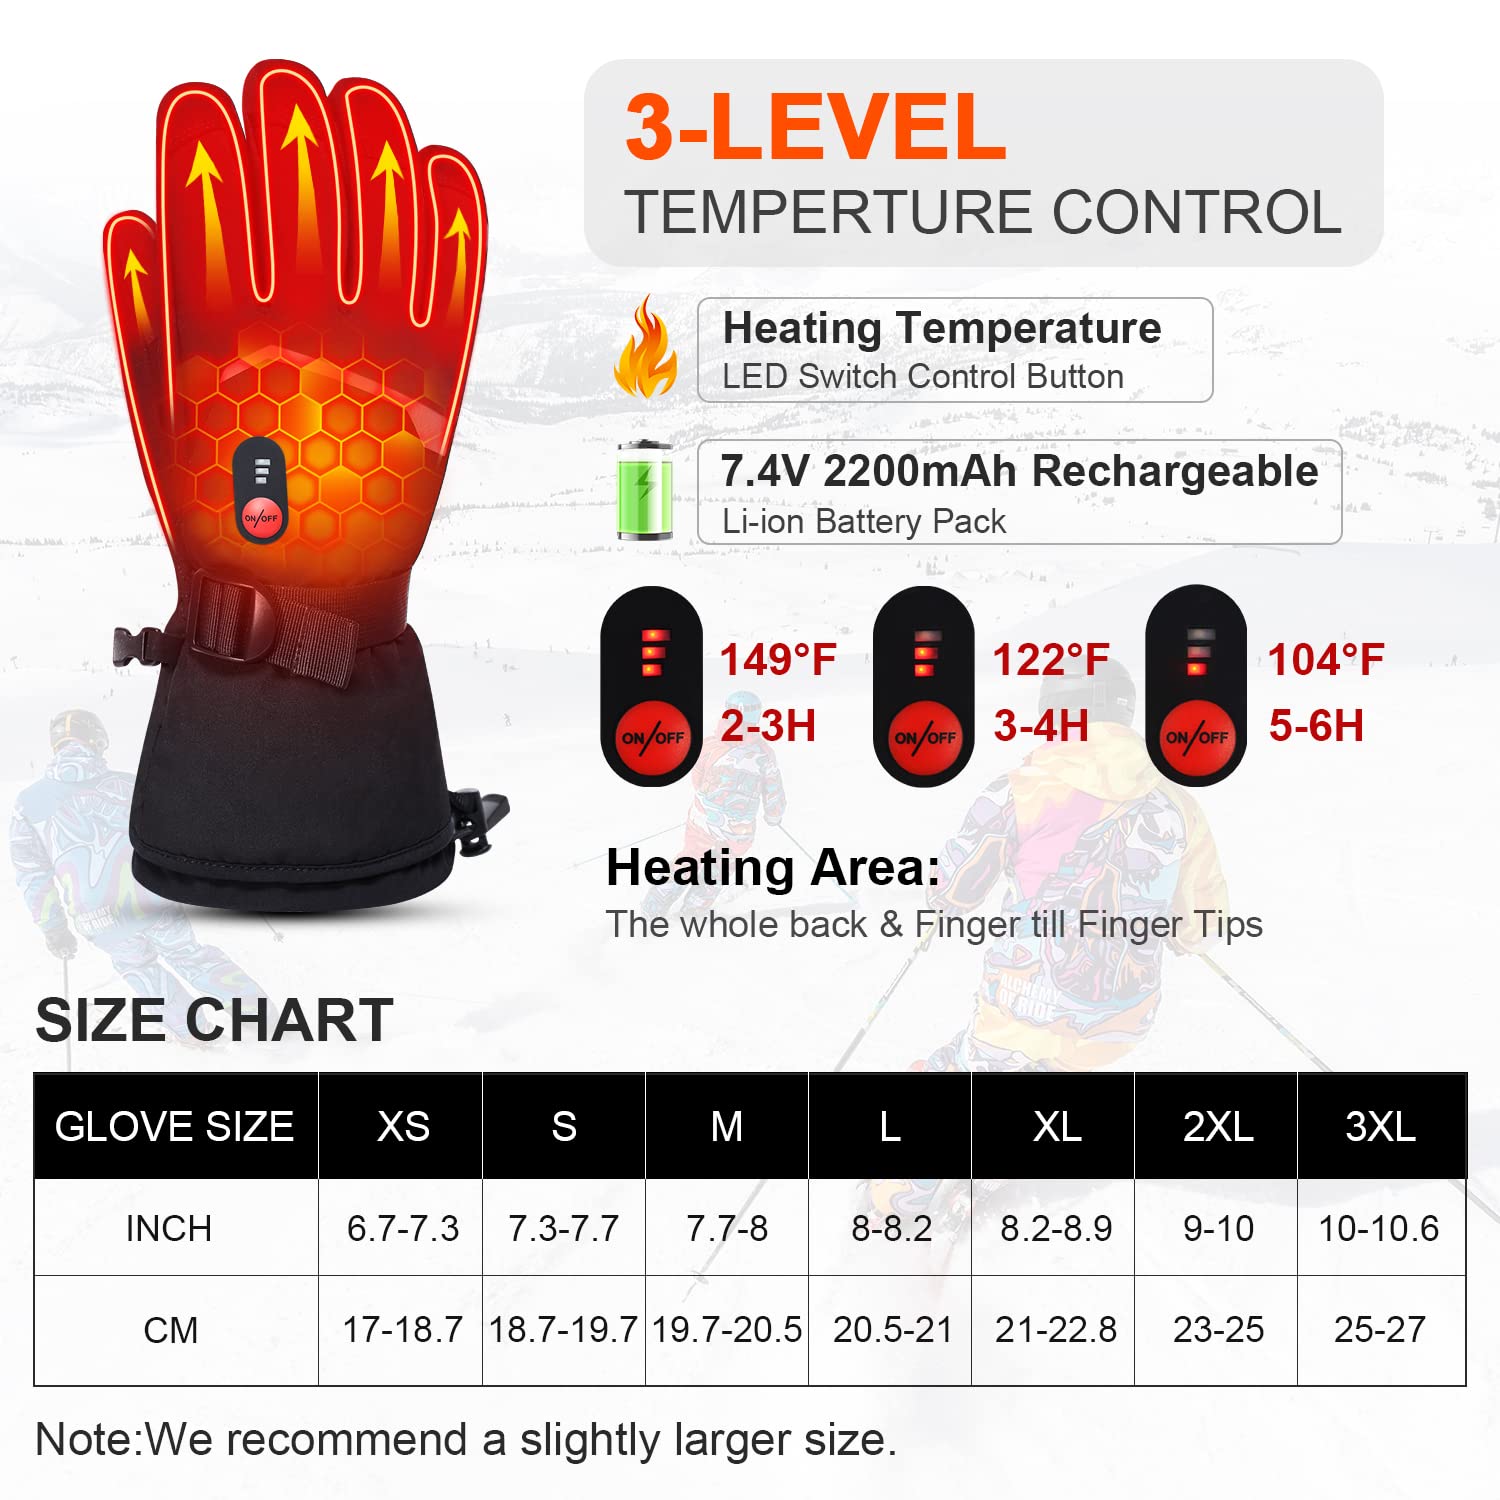 3-LEVEL
TEMPERTURE CONTROL
Heating Temperature
LED Switch Control Button
7.4V 2200mAh Rechargeable
Li-ion Battery Pack
ON/OFF
149°F
2-3H
ON/OFF
122°F
3-4H
ON/OFF
104°F
5-6H
ON/OFF
Heating Area:
The whole back & Finger till Finger Tips
SIZE CHART
GLOVE SIZE XS S M L XL 2XL 3XL
INCH 6.7-7.3 7.3-7.7 7.7-8 8-8.2 8.2-8.9 9-10 10-10.6
CM 17-18.7 18.7-19.7 19.7-20.5 20.5-21 21-22.8 23-25 25-27
Note:We recommend a slightly larger size.